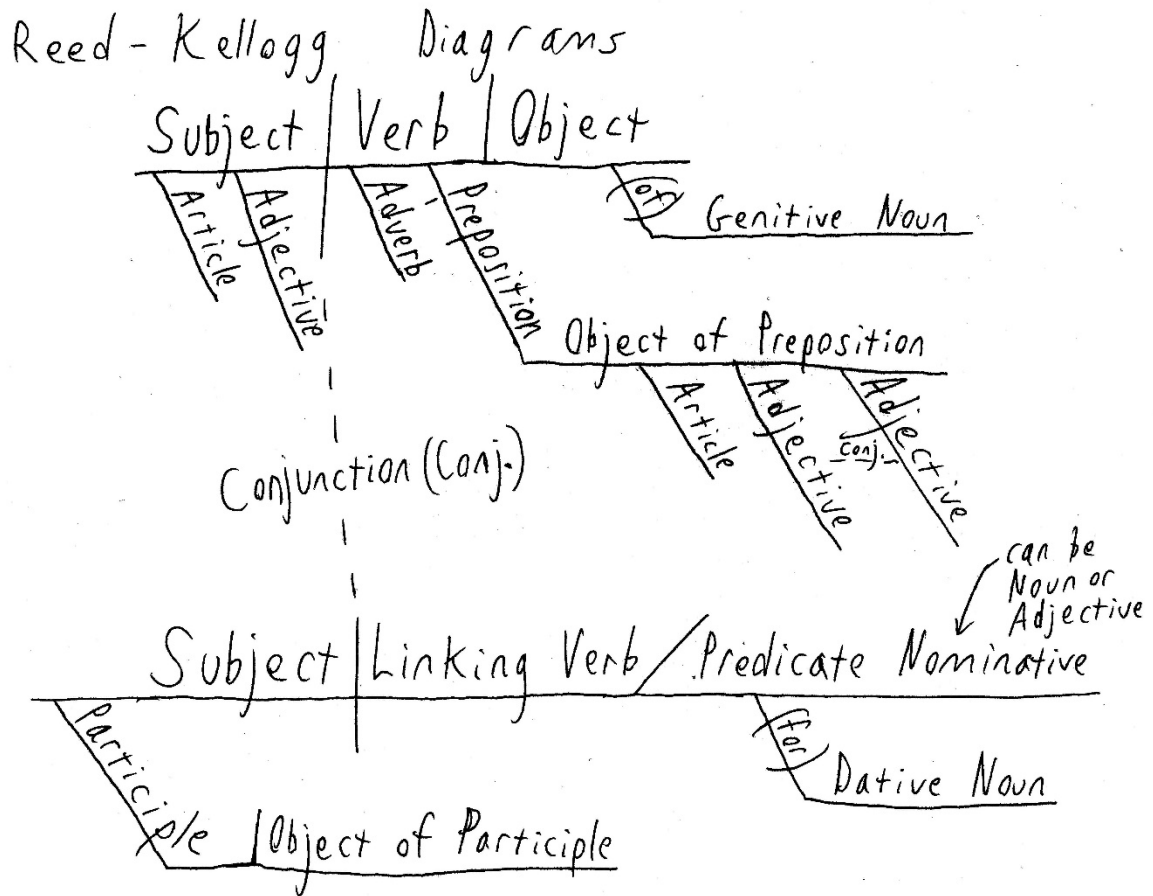 Reed-Kellogg Diagrams
Subject Verb Object
Article Adjective Adverb Preposition (of) Genitive Noun
Object of Preposition
Article Adjective Conj. Adjective
Conjunction (Conj.)
can be
Noun or
Adjective
Subject Linking Verb Predicate Nominative
Participle (for) Dative Noun
Object of Participle